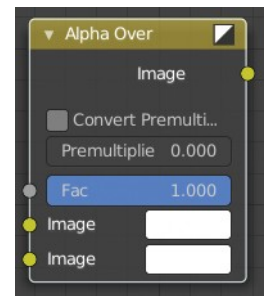 Alpha Over
Image
Convert Premulti...
Premultiplie 0.000
Fac 1.000
Image
Image